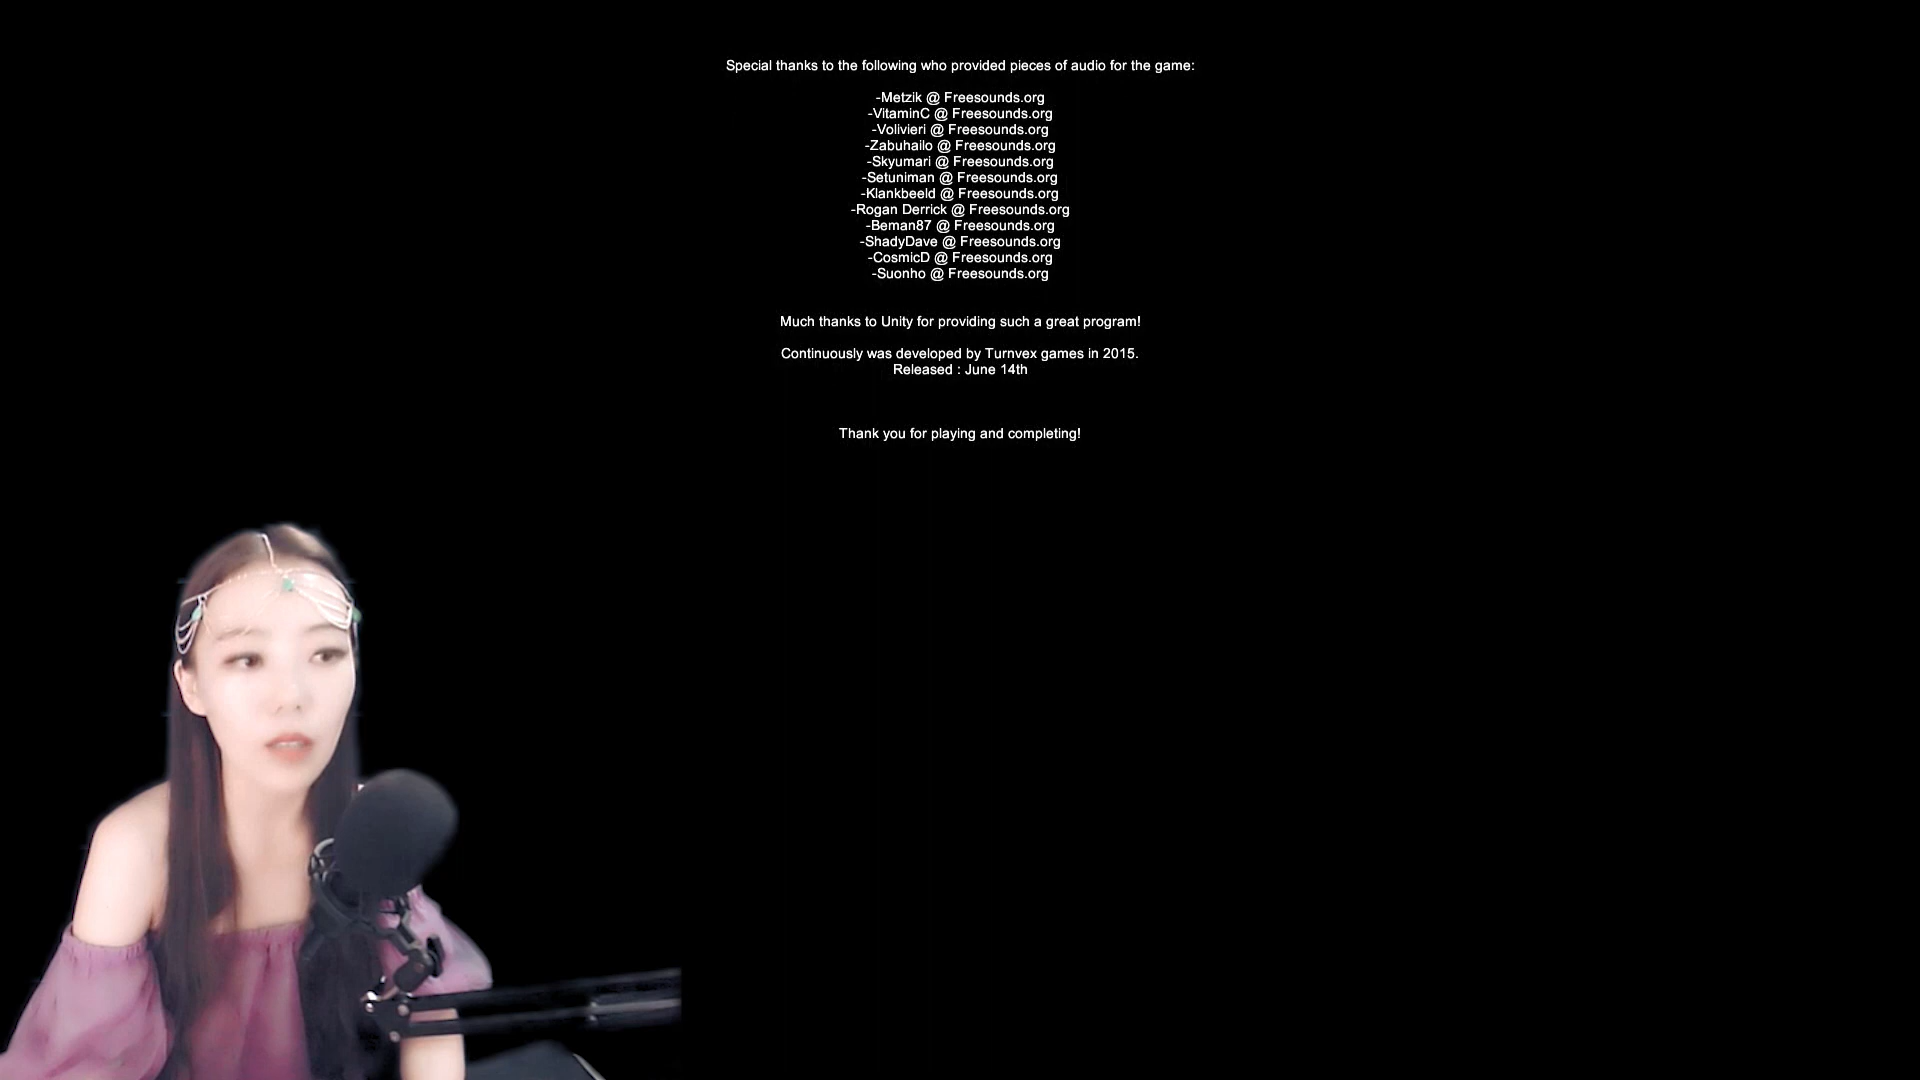 Special thanks to the following who provided pieces of audio for the game:
-Metzik @ Freesounds.org
-VitaminC @ Freesounds.org
-Volivieri @ Freesounds.org
-Zabuhailo @ Freesounds.org
-Skyumari @ Freesounds.org
-Setuniman @ Freesounds.org
-Klankbeeld @ Freesounds.org
-Rogan Derrick @ Freesounds.org
-Beman87 @ Freesounds.org
-ShadyDave @ Freesounds.org
-CosmicD @ Freesounds.org
-Suonho @ Freesounds.org
Much thanks to Unity for providing such a great program!
Continuously was developed by Turnvex games in 2015.
Released : June 14th
Thank you for playing and completing!